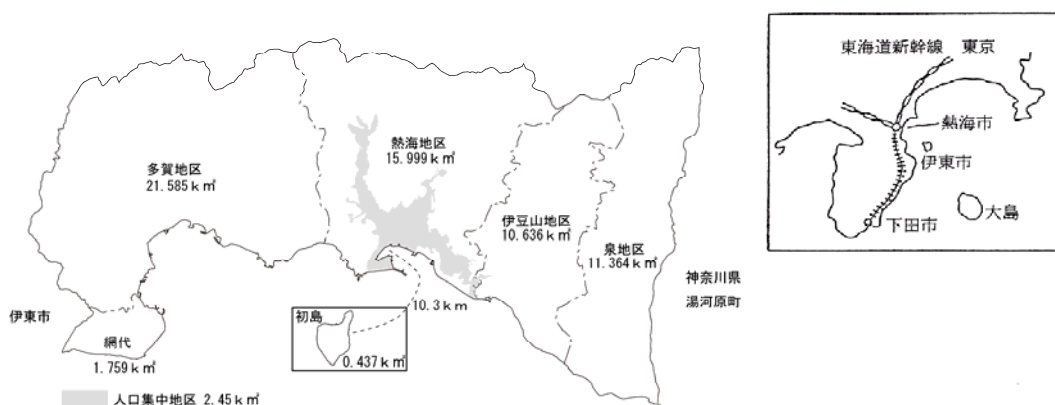 多賀地区
21.585k㎡
熱海地区
15.999k㎡
伊豆山地区
10.636k㎡
泉地区
11.364k㎡
神奈川県
湯河原町
伊東市
網代
1.759k㎡
初島
0.437k㎡
10.3km
人口集中地区 2.45k㎡
東海道新幹線 東京
熱海市
伊東市
大島
下田市